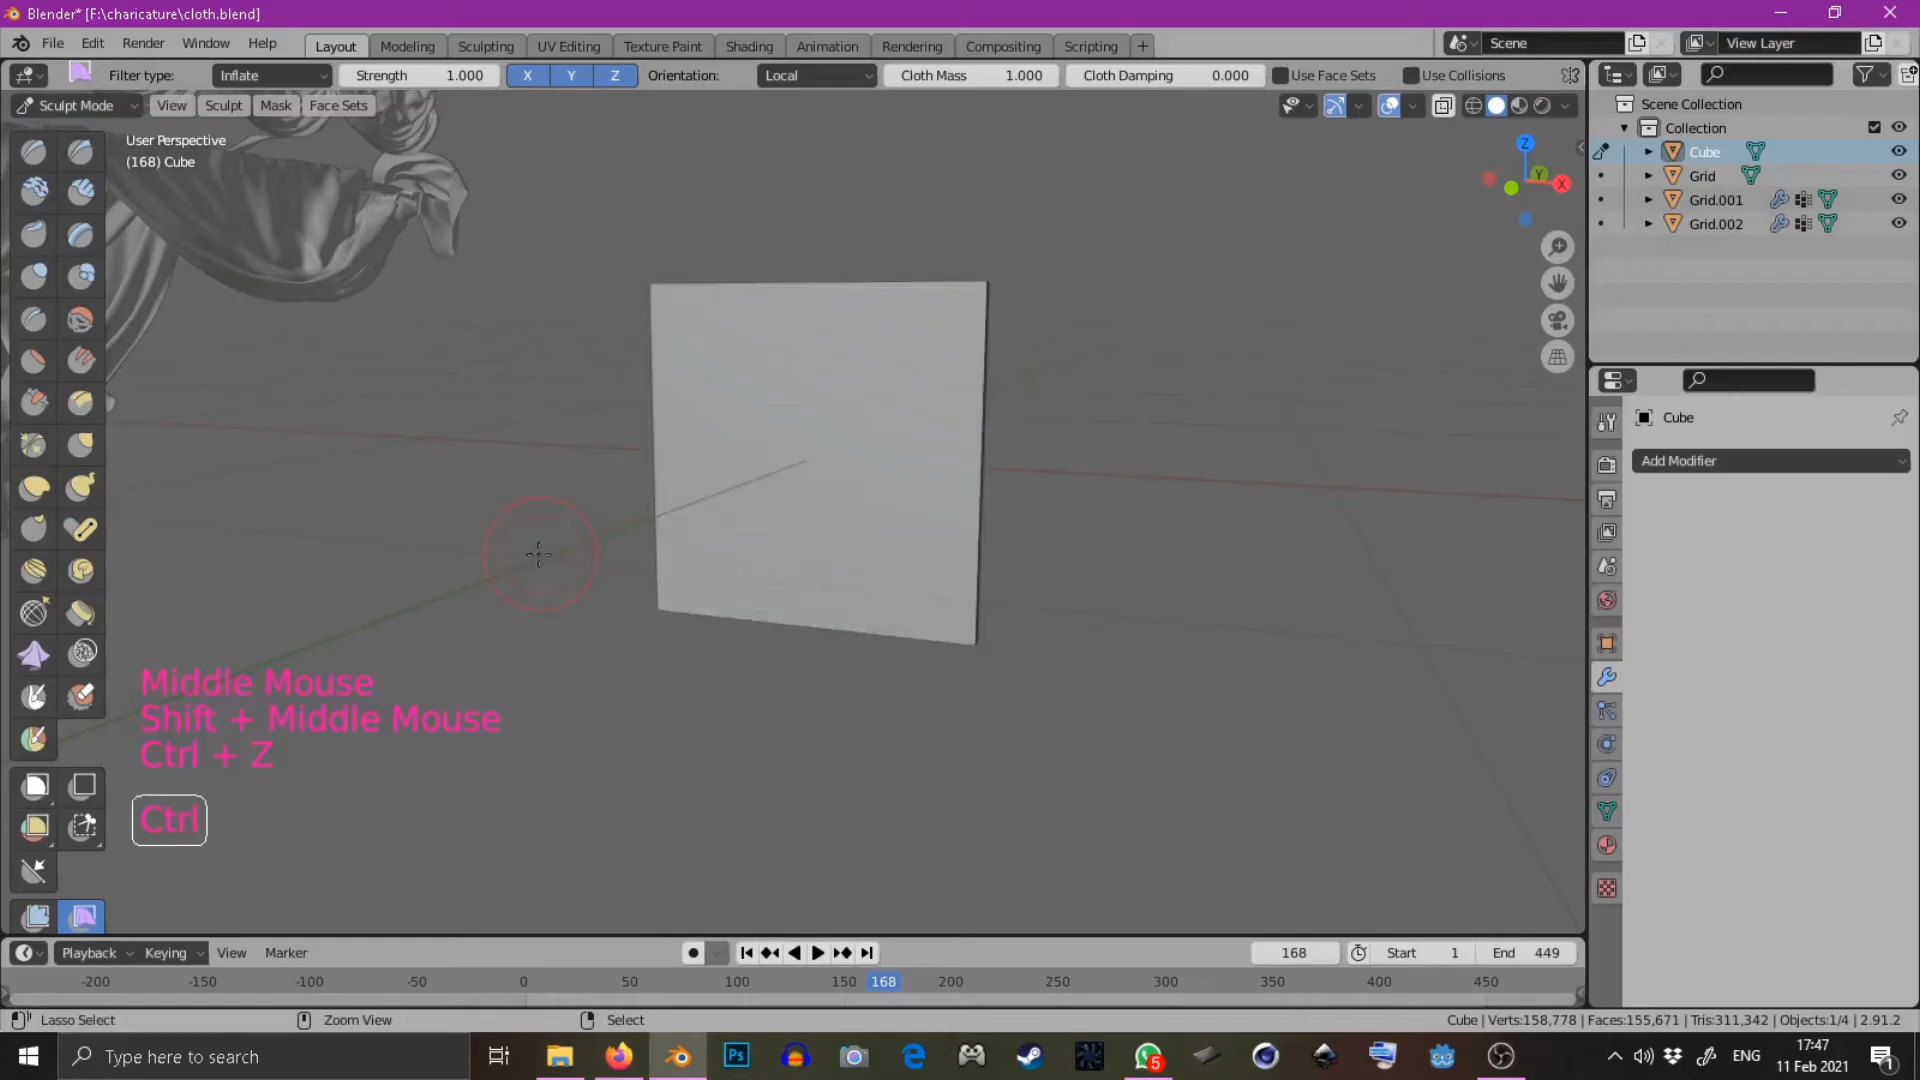 Blender* [F:\charicature\cloth.blend]
File Edit Render Window Help Layout Modeling Sculpting UV Editing Texture Paint Shading Animation Rendering Compositing Scripting + Scene View Layer
Filter type: Inflate Strength 1.000 X Y Z Orientation: Local Cloth Mass 1.000 Cloth Damping 0.000 Use Face Sets Use Collisions
Sculpt Mode View Sculpt Mask Face Sets
User Perspective
(168) Cube
Z
Y
X
Scene Collection
Collection
Cube
Grid
Grid.001
Grid.002
Cube
Add Modifier
Middle Mouse
Shift + Middle Mouse
Ctrl + Z
Ctrl
Playback Keying View Marker 168 Start 1 End 449
-200 -150 -100 -50 0 50 100 150 168 200 250 300 350 400 450
Lasso Select Zoom View Select Cube | Verts:158,778 | Faces:155,671 | Tris:311,342 | Objects:1/4 | 2.91.2
Type here to search Ps 5 ENG 17:47
11 Feb 2021 1